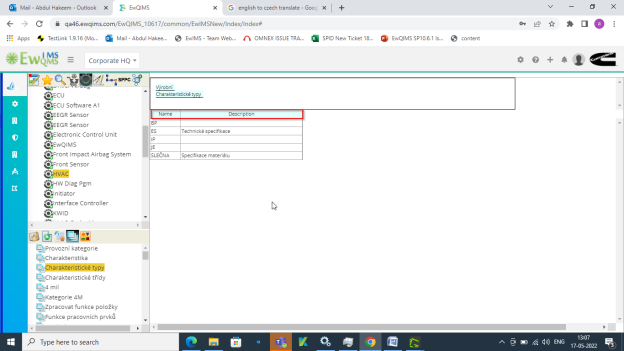 Mail - Abdul Hakeem - Outlook
EwQIMS
english to czech translate - Goo
qa46.ewqims.com/EwQIMS_10617/common/EwIMSNew/Index/Index#
Apps
TestLink 1.9.16 (Mo
Mail - Abdul Hakee
EwIMS - Team Web...
OMNEX ISSUE TRA...
SPID New Ticket 18...
EwQIMS SP10.6.1 Is...
content
EwIMS
QMS
Corporate HQ
SPPC
ECU
ECU Software A1
EEGR Sensor
EEGR Sensor
Electronic Control Unit
EwQIMS
Front Impact Airbag System
Front Sensor
HVAC
HW Diag Pgm
Initiator
Interface Controller
KWID
Výrobní
Charakteristické typy
Name
Description
BP
ES
Technická specifikace
IP
JE
SLEČNA
Specifikace materiálu
Provozní kategorie
Charakteristika
Charakteristické typy
Charakteristické třídy
4 mil
Kategorie 4M
Zpracovat funkce položky
Funkce pracovních prvků
Type here to search
ENG
13:07
17-05-2022